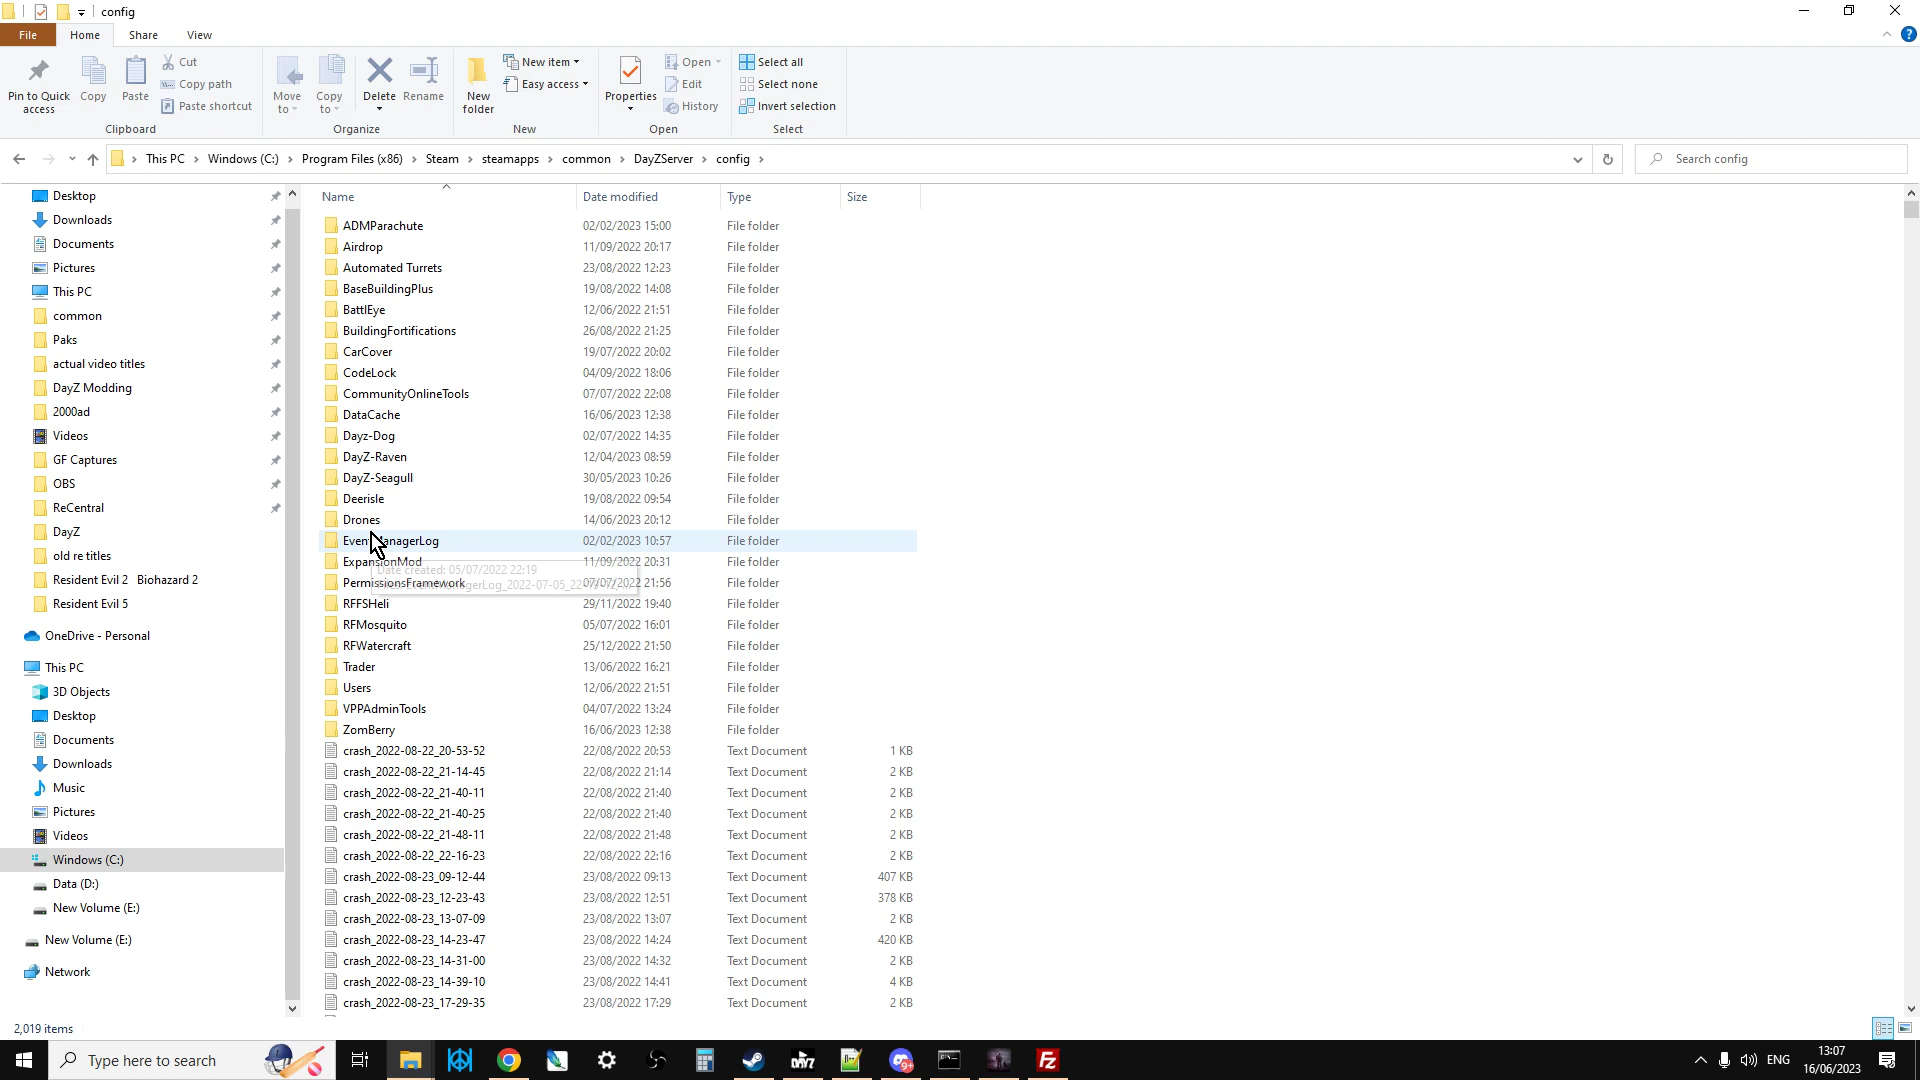 config
File Home Share View
Pin to Quick access
Copy
Paste
Cut
Copy path
Paste shortcut
Clipboard
Move to
Copy to
Delete
Rename
Organize
New folder
New item
Easy access
New
Properties
Open
Edit
History
Open
Select all
Select none
Invert selection
Select
This PC › Windows (C:) › Program Files (x86) › Steam › steamapps › common › DayZServer › config ›
Search config
Desktop
Downloads
Documents
Pictures
This PC
common
Paks
actual video titles
DayZ Modding
2000ad
Videos
GF Captures
OBS
ReCentral
DayZ
old re titles
Resident Evil 2 Biohazard 2
Resident Evil 5
OneDrive - Personal
This PC
3D Objects
Desktop
Documents
Downloads
Music
Pictures
Videos
Windows (C:)
Data (D:)
New Volume (E:)
New Volume (E:)
Network
Name Date modified Type Size
ADMParachute 02/02/2023 15:00 File folder
Airdrop 11/09/2022 20:17 File folder
Automated Turrets 23/08/2022 12:23 File folder
BaseBuildingPlus 19/08/2022 14:08 File folder
BattlEye 12/06/2022 21:51 File folder
BuildingFortifications 26/08/2022 21:25 File folder
CarCover 19/07/2022 20:02 File folder
CodeLock 04/09/2022 18:06 File folder
CommunityOnlineTools 07/07/2022 22:08 File folder
DataCache 16/06/2023 12:38 File folder
Dayz-Dog 02/07/2022 14:35 File folder
DayZ-Raven 12/04/2023 08:59 File folder
DayZ-Seagull 30/05/2023 10:26 File folder
Deerisle 19/08/2022 09:54 File folder
Drones 14/06/2023 20:12 File folder
EventManagerLog 02/02/2023 10:57 File folder
ExpansionMod 11/09/2022 20:31 File folder
Date created: 05/07/2022 22:19
PermissionsFramework 07/07/2022 21:56 File folder
RFFSHeli 29/11/2022 19:40 File folder
RFMosquito 05/07/2022 16:01 File folder
RFWatercraft 25/12/2022 21:50 File folder
Trader 13/06/2022 16:21 File folder
Users 12/06/2022 21:51 File folder
VPPAdminTools 04/07/2022 13:24 File folder
ZomBerry 16/06/2023 12:38 File folder
crash_2022-08-22_20-53-52 22/08/2022 20:53 Text Document 1 KB
crash_2022-08-22_21-14-45 22/08/2022 21:14 Text Document 2 KB
crash_2022-08-22_21-40-11 22/08/2022 21:40 Text Document 2 KB
crash_2022-08-22_21-40-25 22/08/2022 21:40 Text Document 2 KB
crash_2022-08-22_21-48-11 22/08/2022 21:48 Text Document 2 KB
crash_2022-08-22_22-16-23 22/08/2022 22:16 Text Document 2 KB
crash_2022-08-23_09-12-44 23/08/2022 09:13 Text Document 407 KB
crash_2022-08-23_12-23-43 23/08/2022 12:51 Text Document 378 KB
crash_2022-08-23_13-07-09 23/08/2022 13:07 Text Document 2 KB
crash_2022-08-23_14-23-47 23/08/2022 14:24 Text Document 420 KB
crash_2022-08-23_14-31-00 23/08/2022 14:32 Text Document 2 KB
crash_2022-08-23_14-39-10 23/08/2022 14:41 Text Document 4 KB
crash_2022-08-23_17-29-35 23/08/2022 17:29 Text Document 2 KB
2,019 items
Type here to search
DAYZ
9+
ENG
13:07
16/06/2023